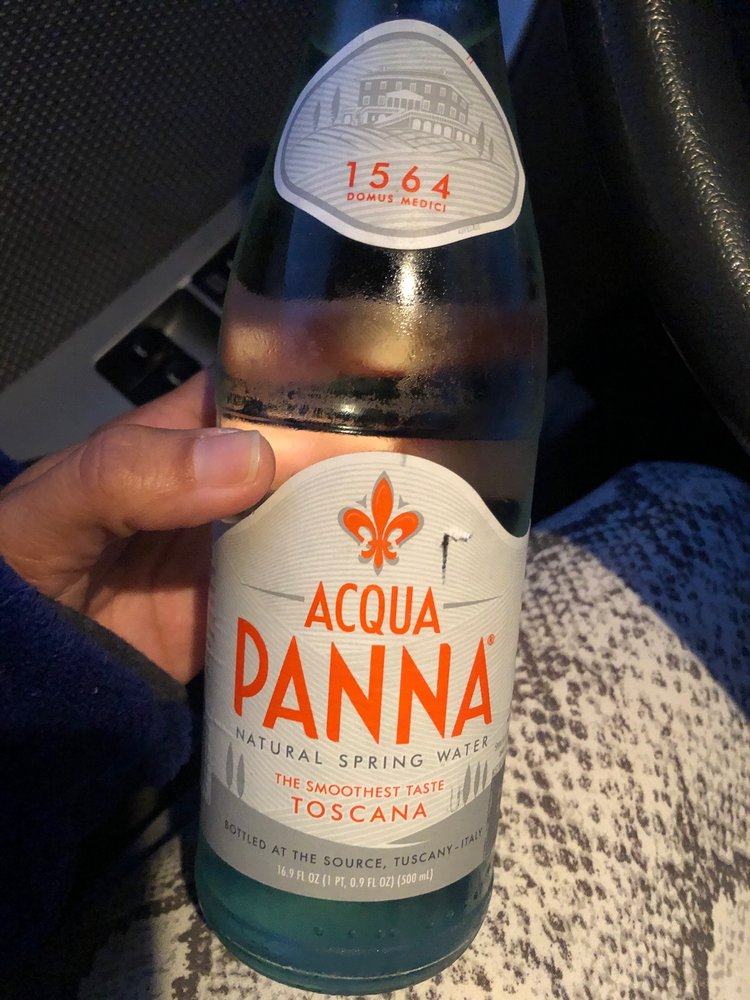 1564
DOMUS MEDICI
ACQUA
PANNA®
NATURAL SPRING WATER
THE SMOOTHEST TASTE
TOSCANA
BOTTLED AT THE SOURCE, TUSCANY-ITALY
16.9 FL OZ (1 PT, 0.9 FL OZ) (500 mL)